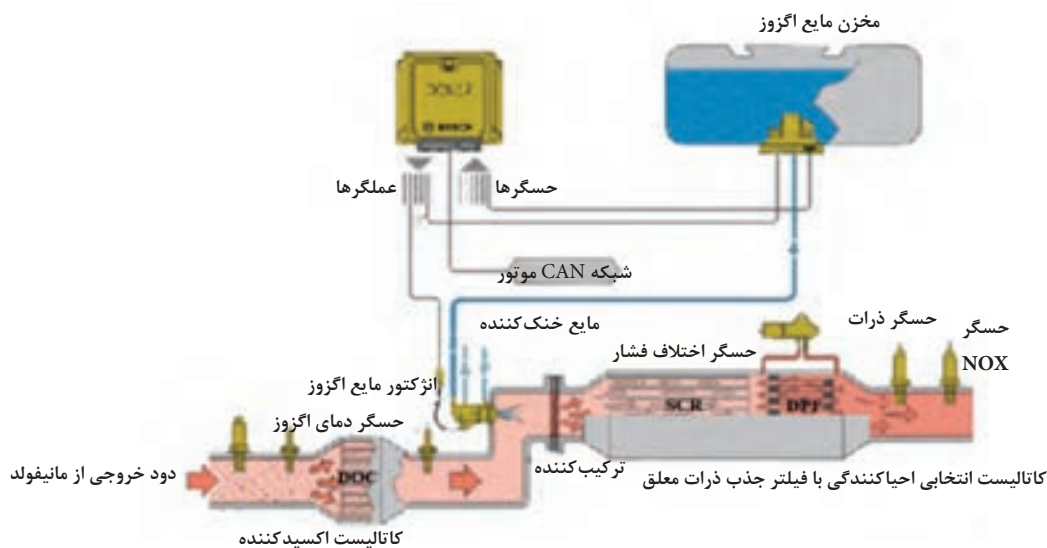 مخزن مایع اگزوز
BOSCH
عملگرها
حسگرها
شبکه CAN موتور
مایع خنک‌کننده
حسگر ذرات
حسگر
NOX
حسگر اختلاف فشار
انژکتور مایع اگزوز
حسگر دمای اگزوز
SCR
DPF
DOC
ترکیب‌کننده
دود خروجی از مانیفولد
کاتالیست انتخابی احیاکنندگی با فیلتر جذب ذرات معلق
کاتالیست اکسیدکننده